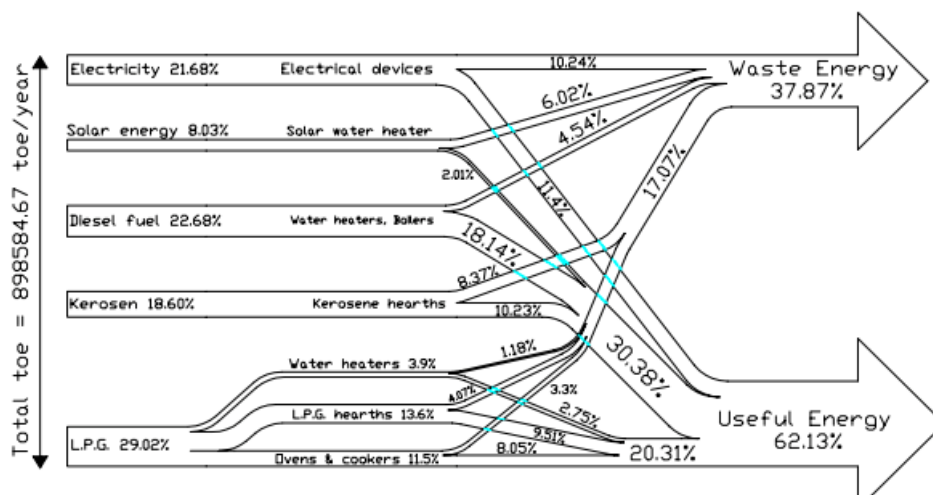 Total toe = 898584.67 toe/year
Electricity 21.68%
Electrical devices
10.24%
Waste Energy
37.87%
Solar energy 8.03%
Solar water heater
6.02%
4.54%
2.01%
11.4%
17.07%
Diesel fuel 22.68%
Water heaters, Boilers
18.14%
8.37%
Kerosen 18.60%
Kerosene hearths
10.23%
30.38%
Water heaters 3.9%
1.18%
4.07%
3.3%
2.75%
L.P.G. 29.02%
L.P.G. hearths 13.6%
9.51%
Ovens & cookers 11.5%
8.05%
20.31%
Useful Energy
62.13%